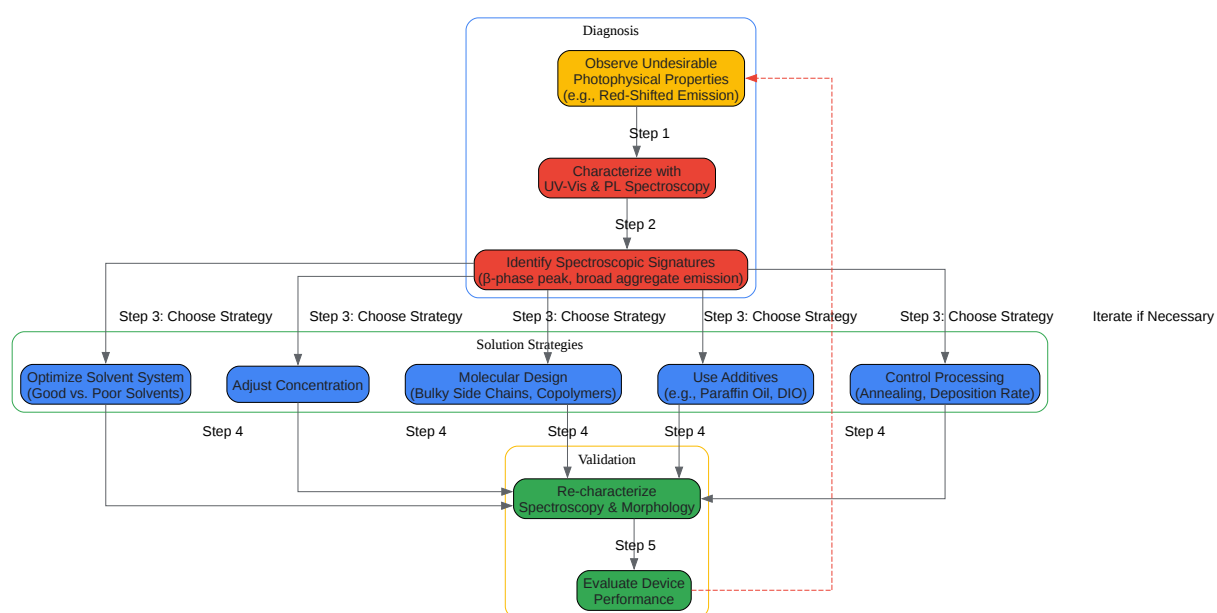 Diagnosis
Observe Undesirable
Photophysical Properties
(e.g., Red-Shifted Emission)
Step 1
Characterize with
UV-Vis & PL Spectroscopy
Step 2
Identify Spectroscopic Signatures
(β-phase peak, broad aggregate emission)
Step 3: Choose Strategy
Step 3: Choose Strategy
Step 3: Choose Strategy
Step 3: Choose Strategy
Step 3: Choose Strategy
Iterate if Necessary
Solution Strategies
Optimize Solvent System
(Good vs. Poor Solvents)
Adjust Concentration
Molecular Design
(Bulky Side Chains, Copolymers)
Use Additives
(e.g., Paraffin Oil, DIO)
Control Processing
(Annealing, Deposition Rate)
Step 4
Step 4
Step 4
Step 4
Step 4
Validation
Re-characterize
Spectroscopy & Morphology
Step 5
Evaluate Device
Performance